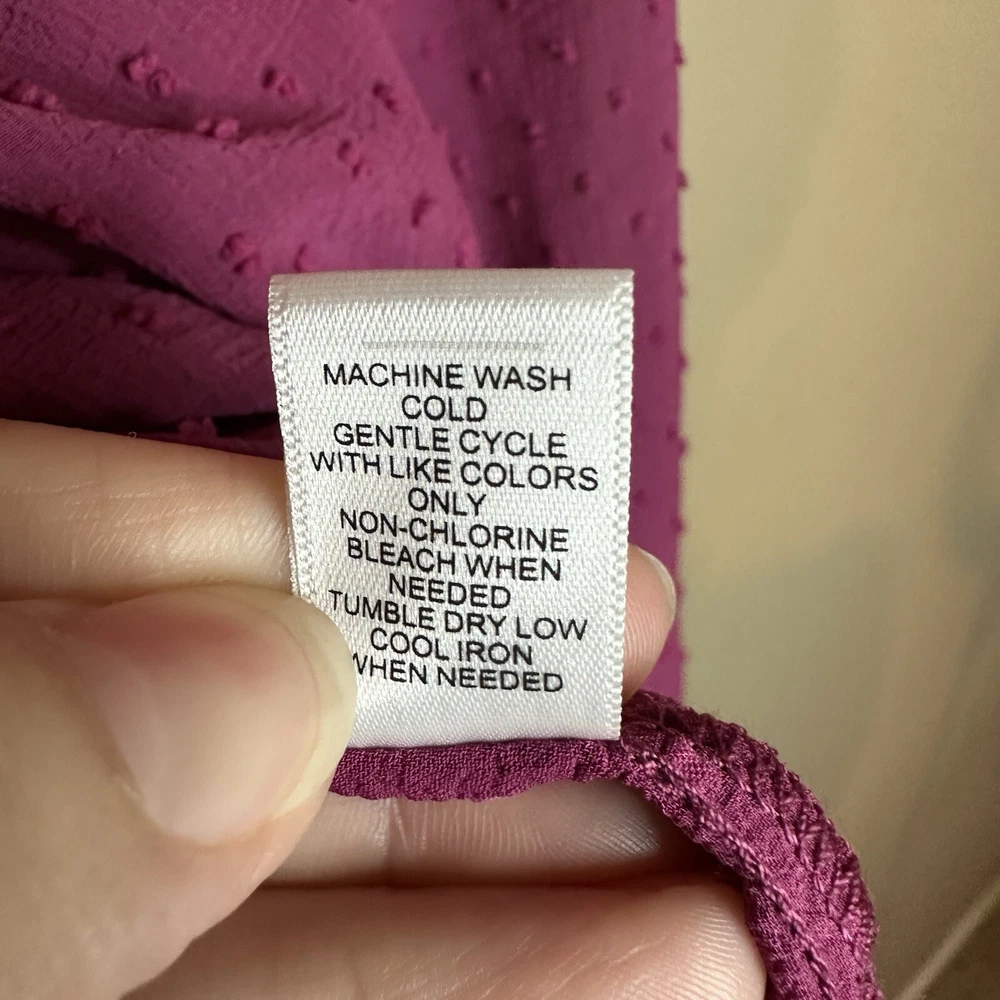 MACHINE WASH
COLD
GENTLE CYCLE
WITH LIKE COLORS
ONLY
NON-CHLORINE
BLEACH WHEN
NEEDED
TUMBLE DRY LOW
COOL IRON
WHEN NEEDED